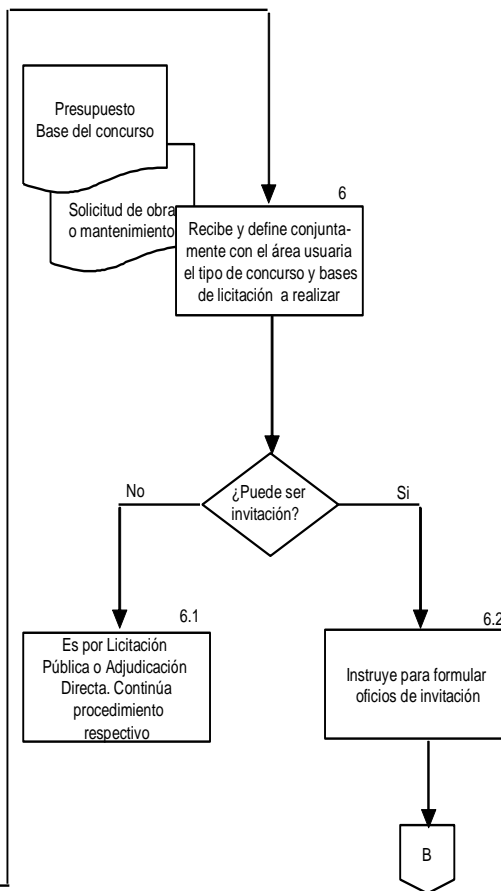 Presupuesto
Base del concurso
Solicitud de obra
o mantenimiento
6
Recibe y define conjunta-
mente con el área usuaria
el tipo de concurso y bases
de licitación a realizar
¿Puede ser
invitación?
No
Si
6.1
Es por Licitación
Pública o Adjudicación
Directa. Continúa
procedimiento
respectivo
6.2
Instruye para formular
oficios de invitación
B